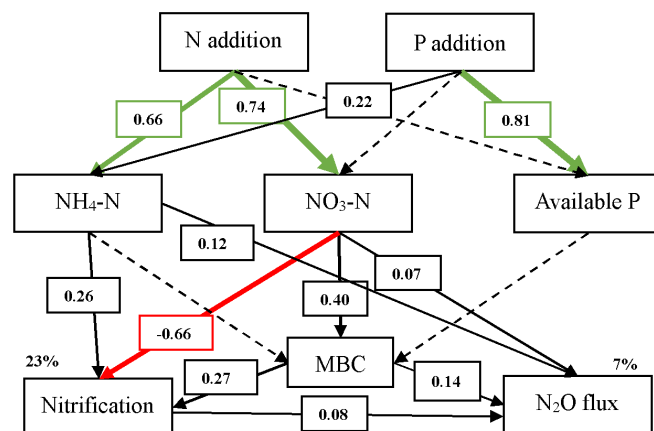 N addition
P addition
0.22
0.66
0.74
0.81
NH₄-N
NO₃-N
Available P
0.12
0.07
0.26
0.40
-0.66
23%
MBC
7%
0.27
0.14
Nitrification
0.08
N₂O flux